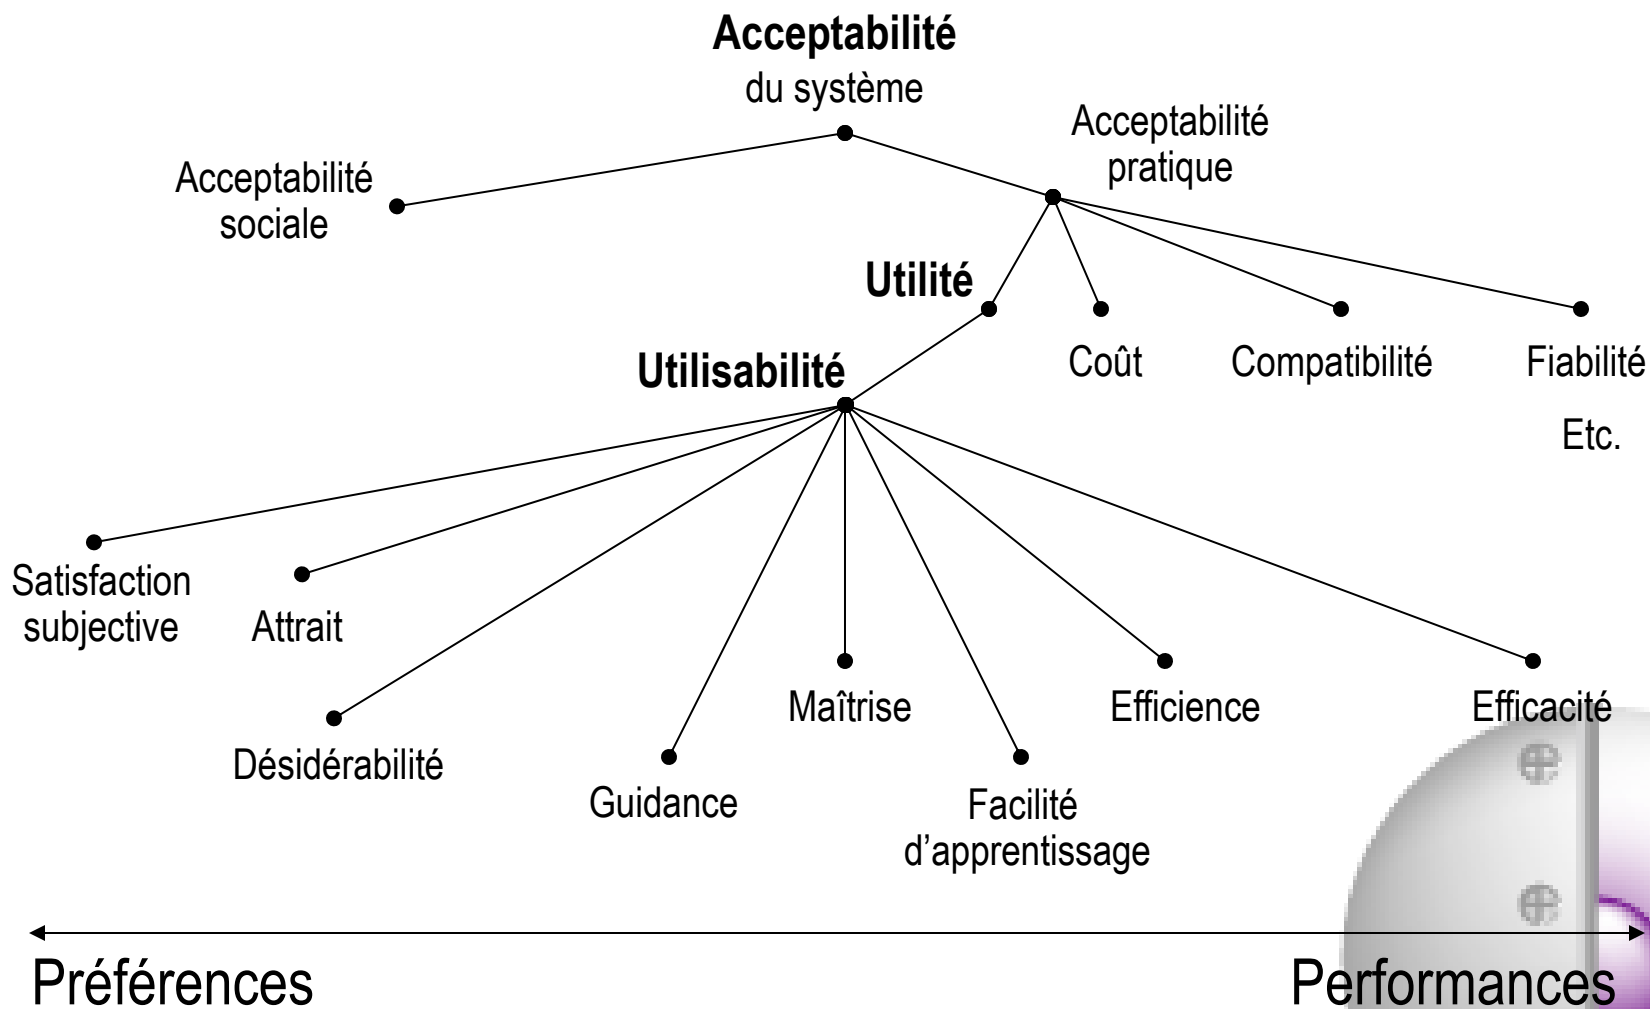 Acceptabilité
du système
Acceptabilité
pratique
Acceptabilité
sociale
Utilité
Utilisabilité
Coût
Compatibilité
Fiabilité
Etc.
Satisfaction
subjective
Attrait
Maîtrise
Efficience
Efficacité
Désidérabilité
Guidance
Facilité
d’apprentissage
Préférences
Performances